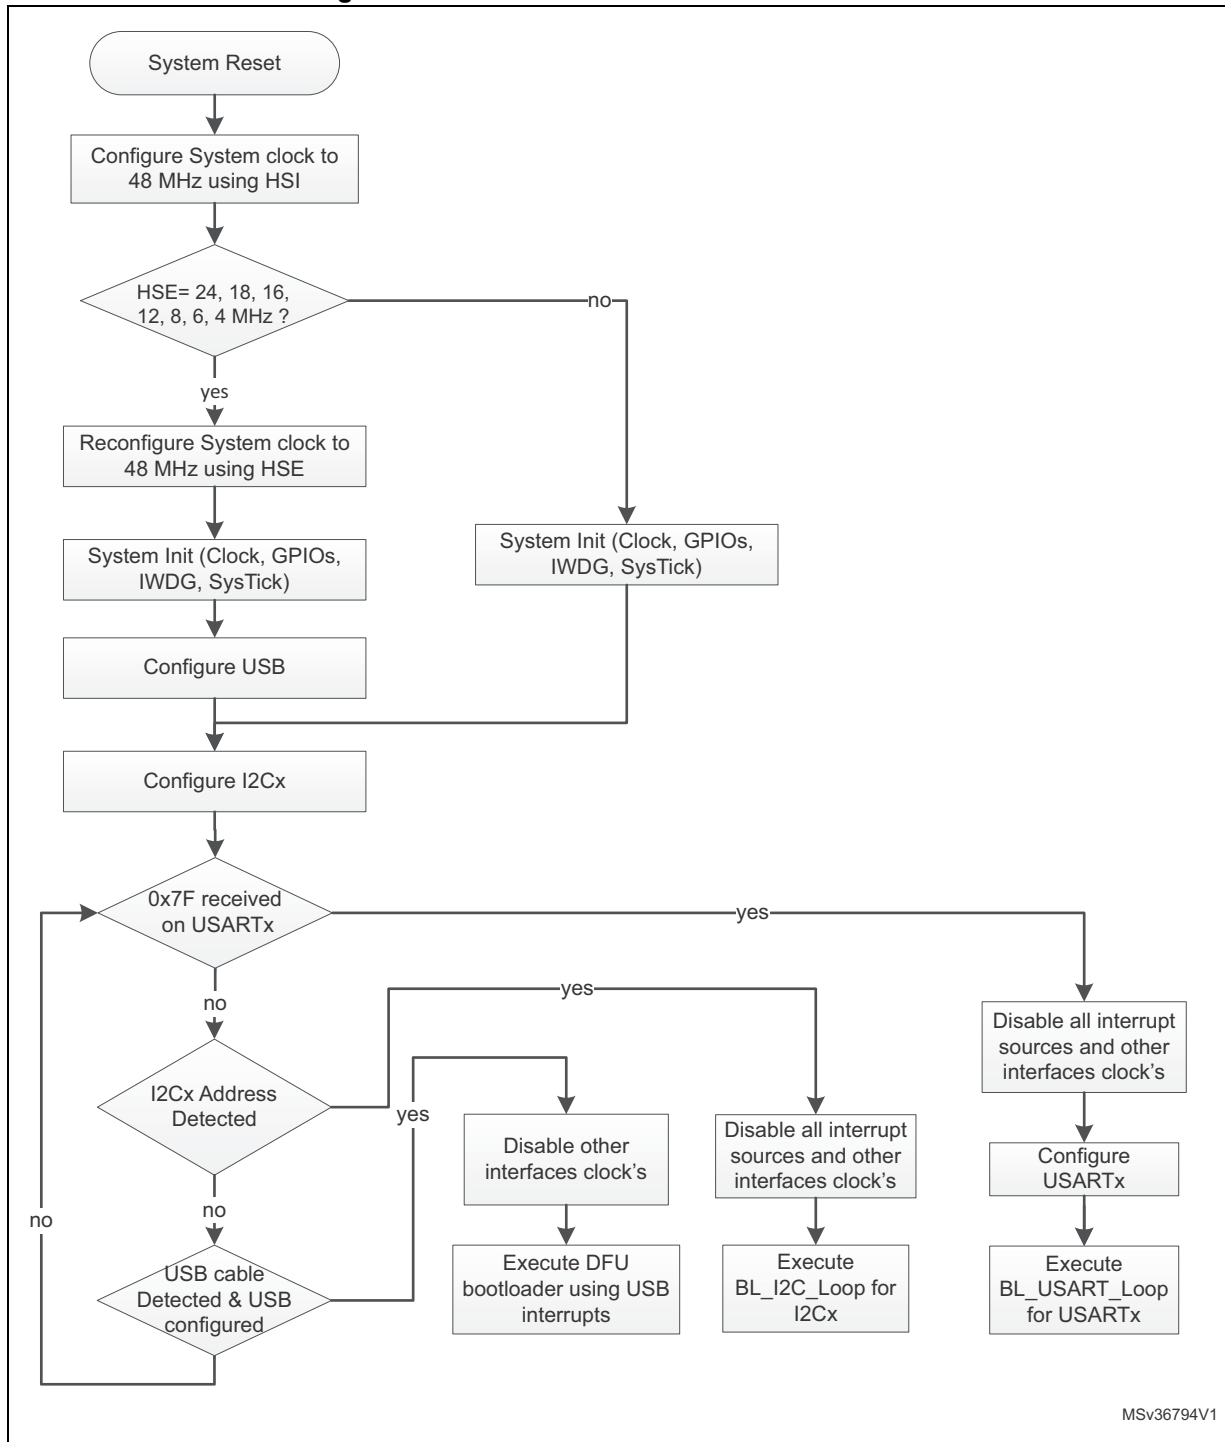 System Reset
Configure System clock to
48 MHz using HSI
HSE= 24, 18, 16,
12, 8, 6, 4 MHz ?
no
yes
Reconfigure System clock to
48 MHz using HSE
System Init (Clock, GPIOs,
IWDG, SysTick)
System Init (Clock, GPIOs,
IWDG, SysTick)
Configure USB
Configure I2Cx
0x7F received
on USARTx
yes
no
yes
Disable all interrupt
sources and other
interfaces clock's
I2Cx Address
Detected
yes
Disable other
interfaces clock's
Disable all interrupt
sources and other
interfaces clock's
Configure
USARTx
no
no
USB cable
Detected & USB
configured
Execute DFU
bootloader using USB
interrupts
Execute
BL_I2C_Loop for
I2Cx
Execute
BL_USART_Loop
for USARTx
MSv36794V1